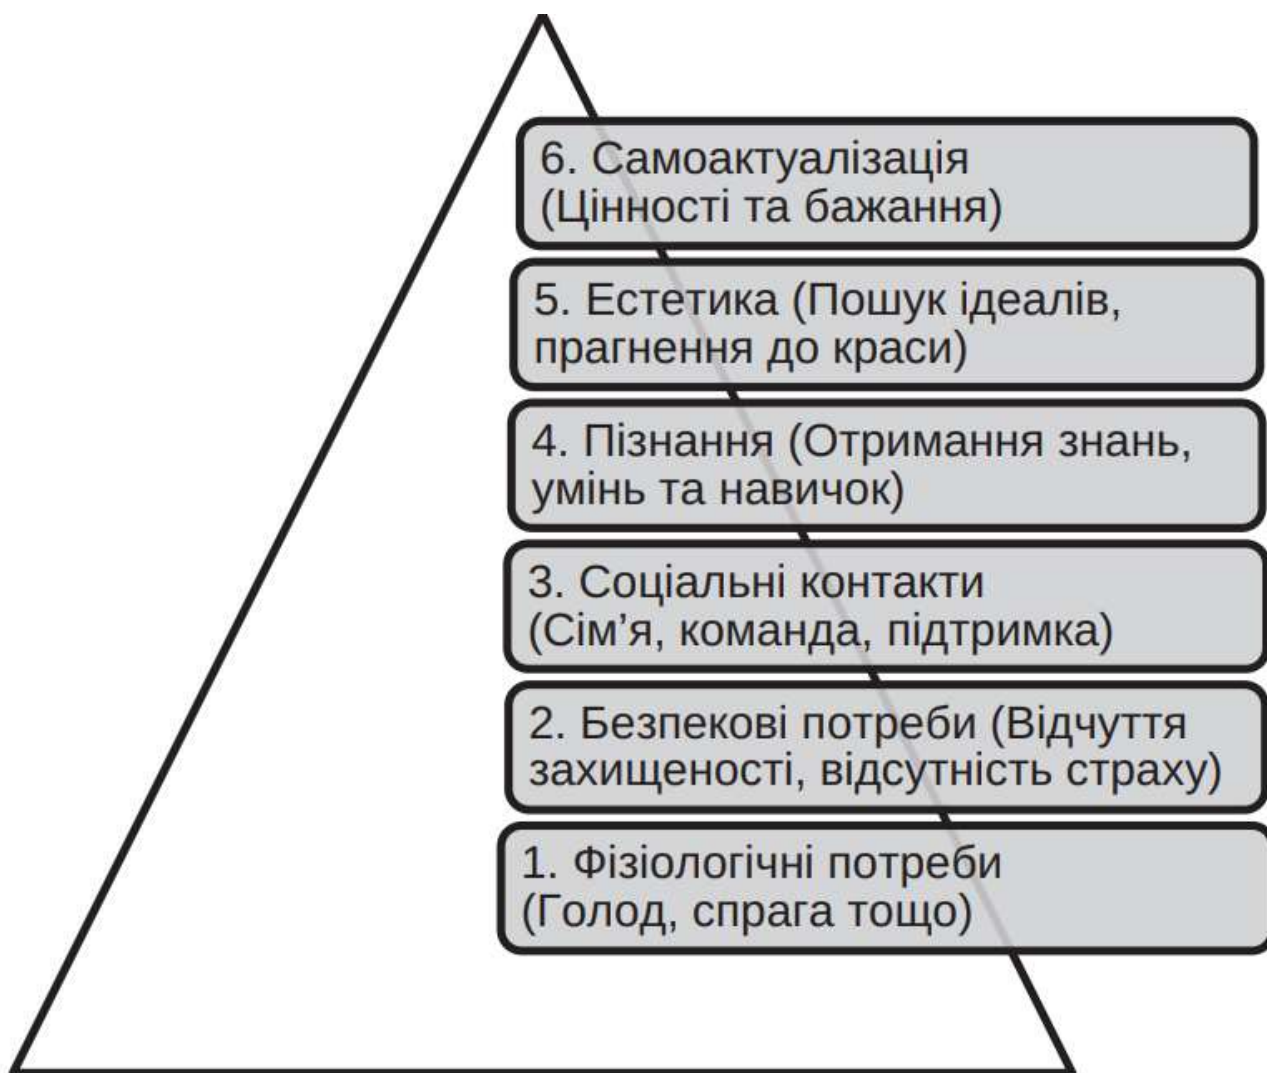 6. Самоактуалізація
(Цінності та бажання)
5. Естетика (Пошук ідеалів,
прагнення до краси)
4. Пізнання (Отримання знань,
умінь та навичок)
3. Соціальні контакти
(Сім’я, команда, підтримка)
2. Безпекові потреби (Відчуття
захищеності, відсутність страху)
1. Фізіологічні потреби
(Голод, спрага тощо)